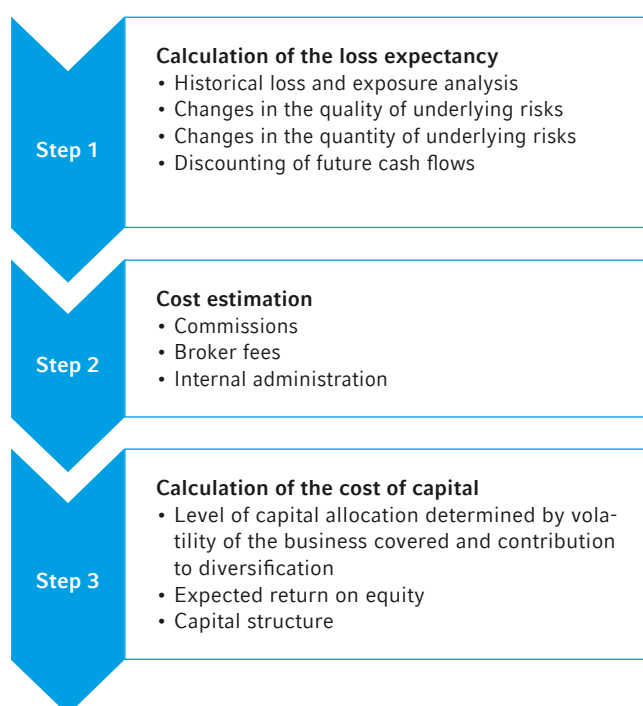 Step 1
Calculation of the loss expectancy
• Historical loss and exposure analysis
• Changes in the quality of underlying risks
• Changes in the quantity of underlying risks
• Discounting of future cash flows
Step 2
Cost estimation
• Commissions
• Broker fees
• Internal administration
Step 3
Calculation of the cost of capital
• Level of capital allocation determined by vola-
tility of the business covered and contribution
to diversification
• Expected return on equity
• Capital structure